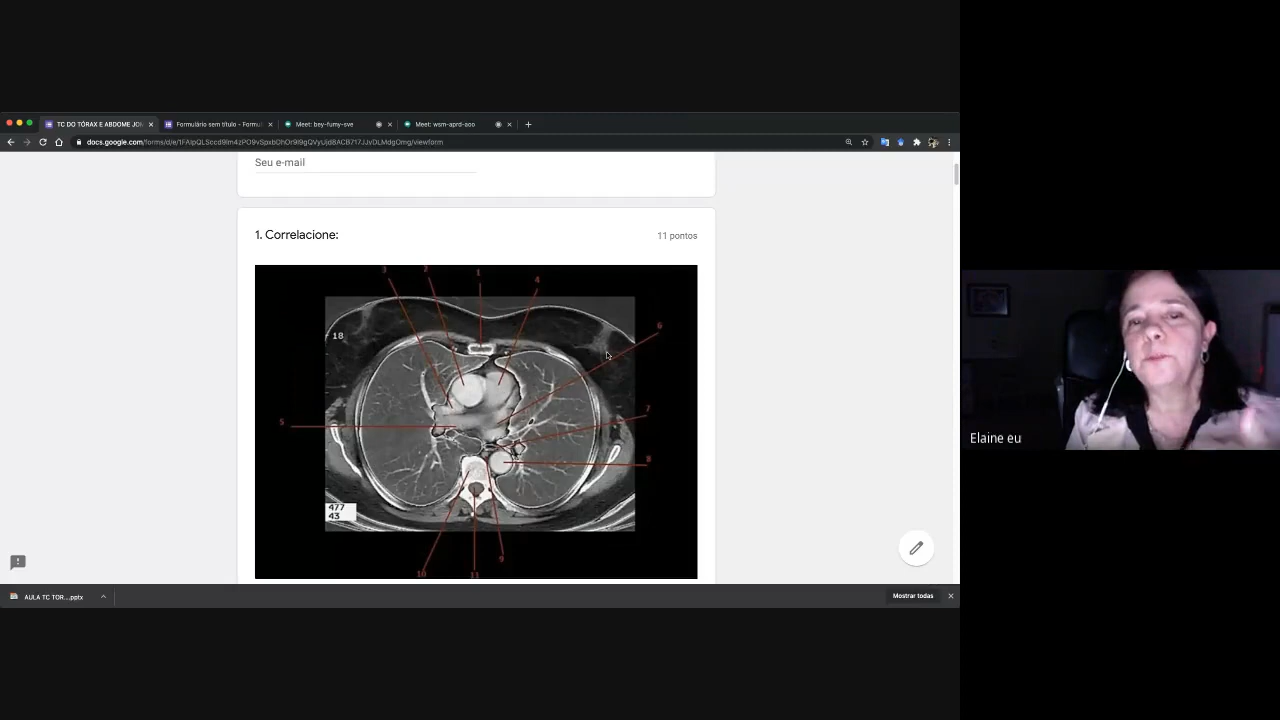 TC DO TÓRAX E ABDOME JON
Formulário sem título - Formul
Meet: bey-fumy-sve
Meet: wsm-aprd-aoo
Seu e-mail
1. Correlacione:
11 pontos
3
2
1
4
18
6
7
5
8
477
43
9
10
11
Elaine eu
AULA TC TOR....pptx
Mostrar todas